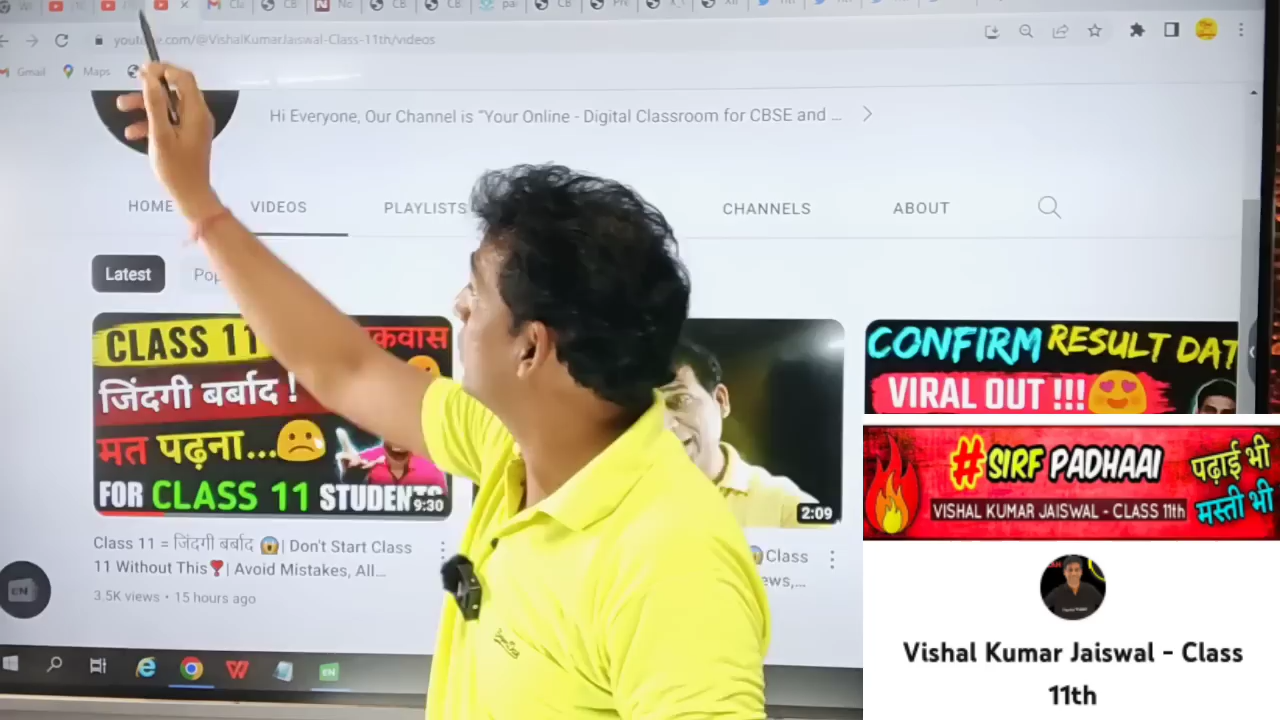 youtube.com/@VishalKumarJaiswal-Class-11th/videos
Gmail
Maps
Hi Everyone, Our Channel is "Your Online - Digital Classroom for CBSE and ...
HOME
VIDEOS
PLAYLISTS
CHANNELS
ABOUT
Latest
CLASS 11
जिंदगी बर्बाद !
मत पढ़ना...
FOR CLASS 11 STUDENTS
9:30
Class 11 = जिंदगी बर्बाद 😱| Don't Start Class
11 Without This❣️| Avoid Mistakes, All...
3.5K views • 15 hours ago
2:09
Class
CONFIRM RESULT
VIRAL OUT !!!
EN
EN
#SIRF PADHAAI
पढ़ाई भी
मस्ती भी
VISHAL KUMAR JAISWAL - CLASS 11th
Vishal Kumar Jaiswal - Class
11th